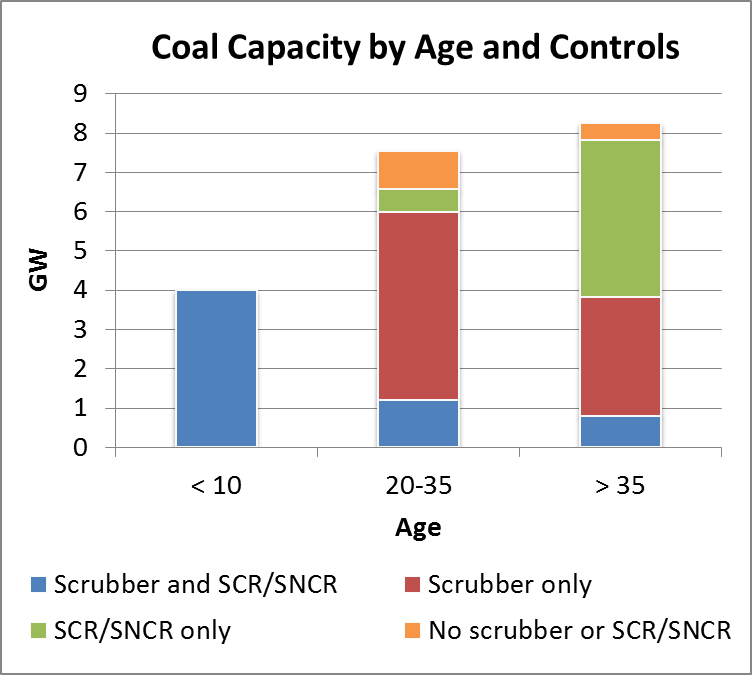 Coal Capacity by Age and Controls
9
8
7
6
5
4
3
2
1
0
GW
< 10
20-35
> 35
Age
Scrubber and SCR/SNCR
Scrubber only
SCR/SNCR only
No scrubber or SCR/SNCR